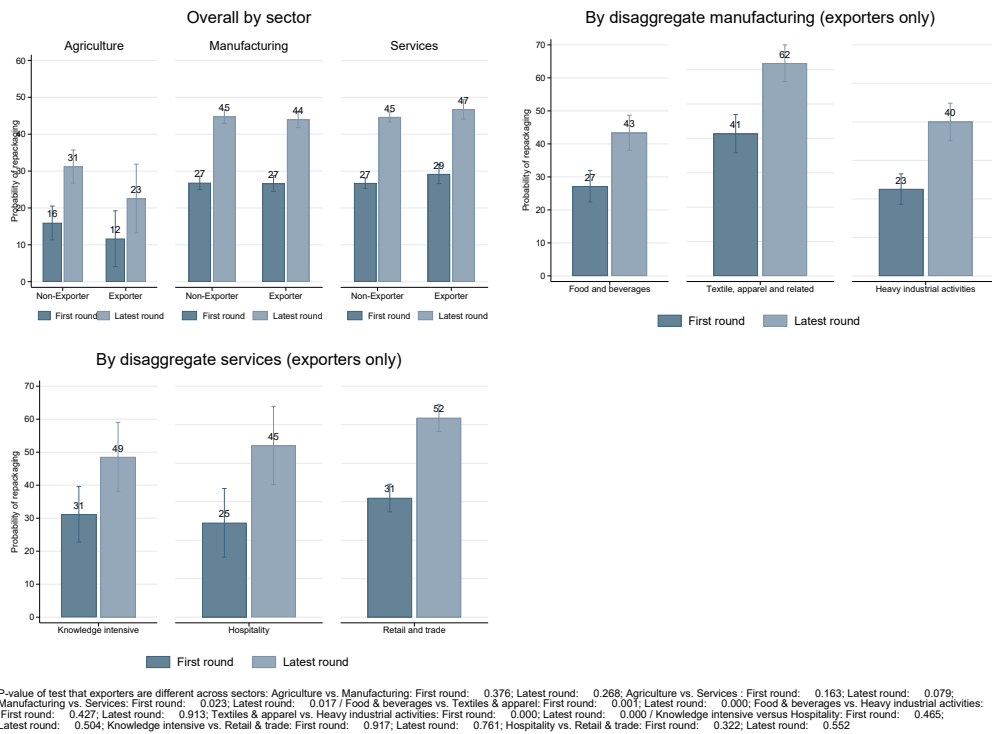 Overall by sector
Agriculture
Manufacturing
Services
Probability of repackaging
60
50
40
30
20
10
0
16
31
12
23
27
45
27
44
27
45
29
47
Non-Exporter
Exporter
Non-Exporter
Exporter
Non-Exporter
Exporter
First round
Latest round
First round
Latest round
First round
Latest round
By disaggregate manufacturing (exporters only)
Probability of repackaging
70
60
50
40
30
20
10
0
27
43
41
62
23
40
Food and beverages
Textile, apparel and related
Heavy industrial activities
First round
Latest round
By disaggregate services (exporters only)
Probability of repackaging
70
60
50
40
30
20
10
0
31
49
25
45
31
52
Knowledge intensive
Hospitality
Retail and trade
First round
Latest round
P-value of test that exporters are different across sectors: Agriculture vs. Manufacturing: First round: 0.376; Latest round: 0.268; Agriculture vs. Services : First round: 0.163; Latest round: 0.079;
Manufacturing vs. Services: First round: 0.023; Latest round: 0.017 / Food & beverages vs. Textiles & apparel: First round: 0.001; Latest round: 0.000; Food & beverages vs. Heavy industrial activities:
First round: 0.427; Latest round: 0.913; Textiles & apparel vs. Heavy industrial activities: First round: 0.000; Latest round: 0.000 / Knowledge intensive versus Hospitality: First round: 0.465;
Latest round: 0.504; Knowledge intensive vs. Retail & trade: First round: 0.917; Latest round: 0.761; Hospitality vs. Retail & trade: First round: 0.322; Latest round: 0.552